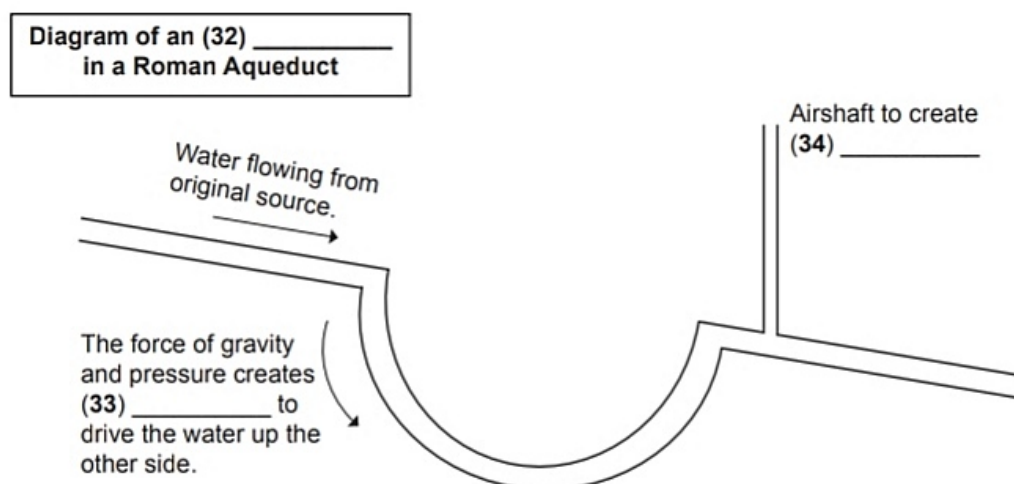 Diagram of an (32) __________
in a Roman Aqueduct
Water flowing from
original source.
Airshaft to create
(34) __________
The force of gravity
and pressure creates
(33) __________ to
drive the water up the
other side.